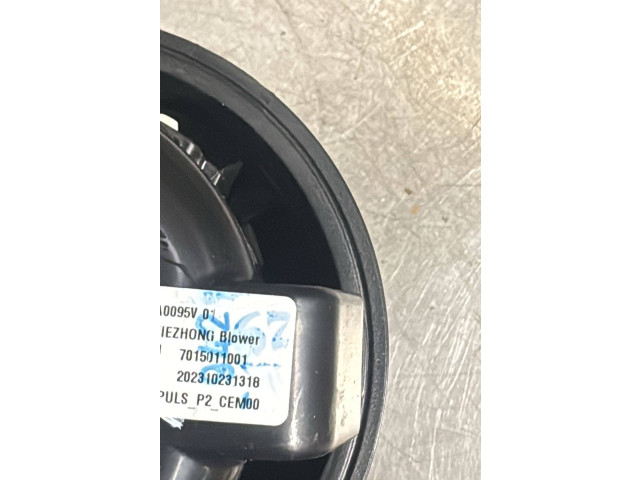 A0095V 01
IEZHONG Blower
7015011001
202310231318
PULS_P2_CEM00